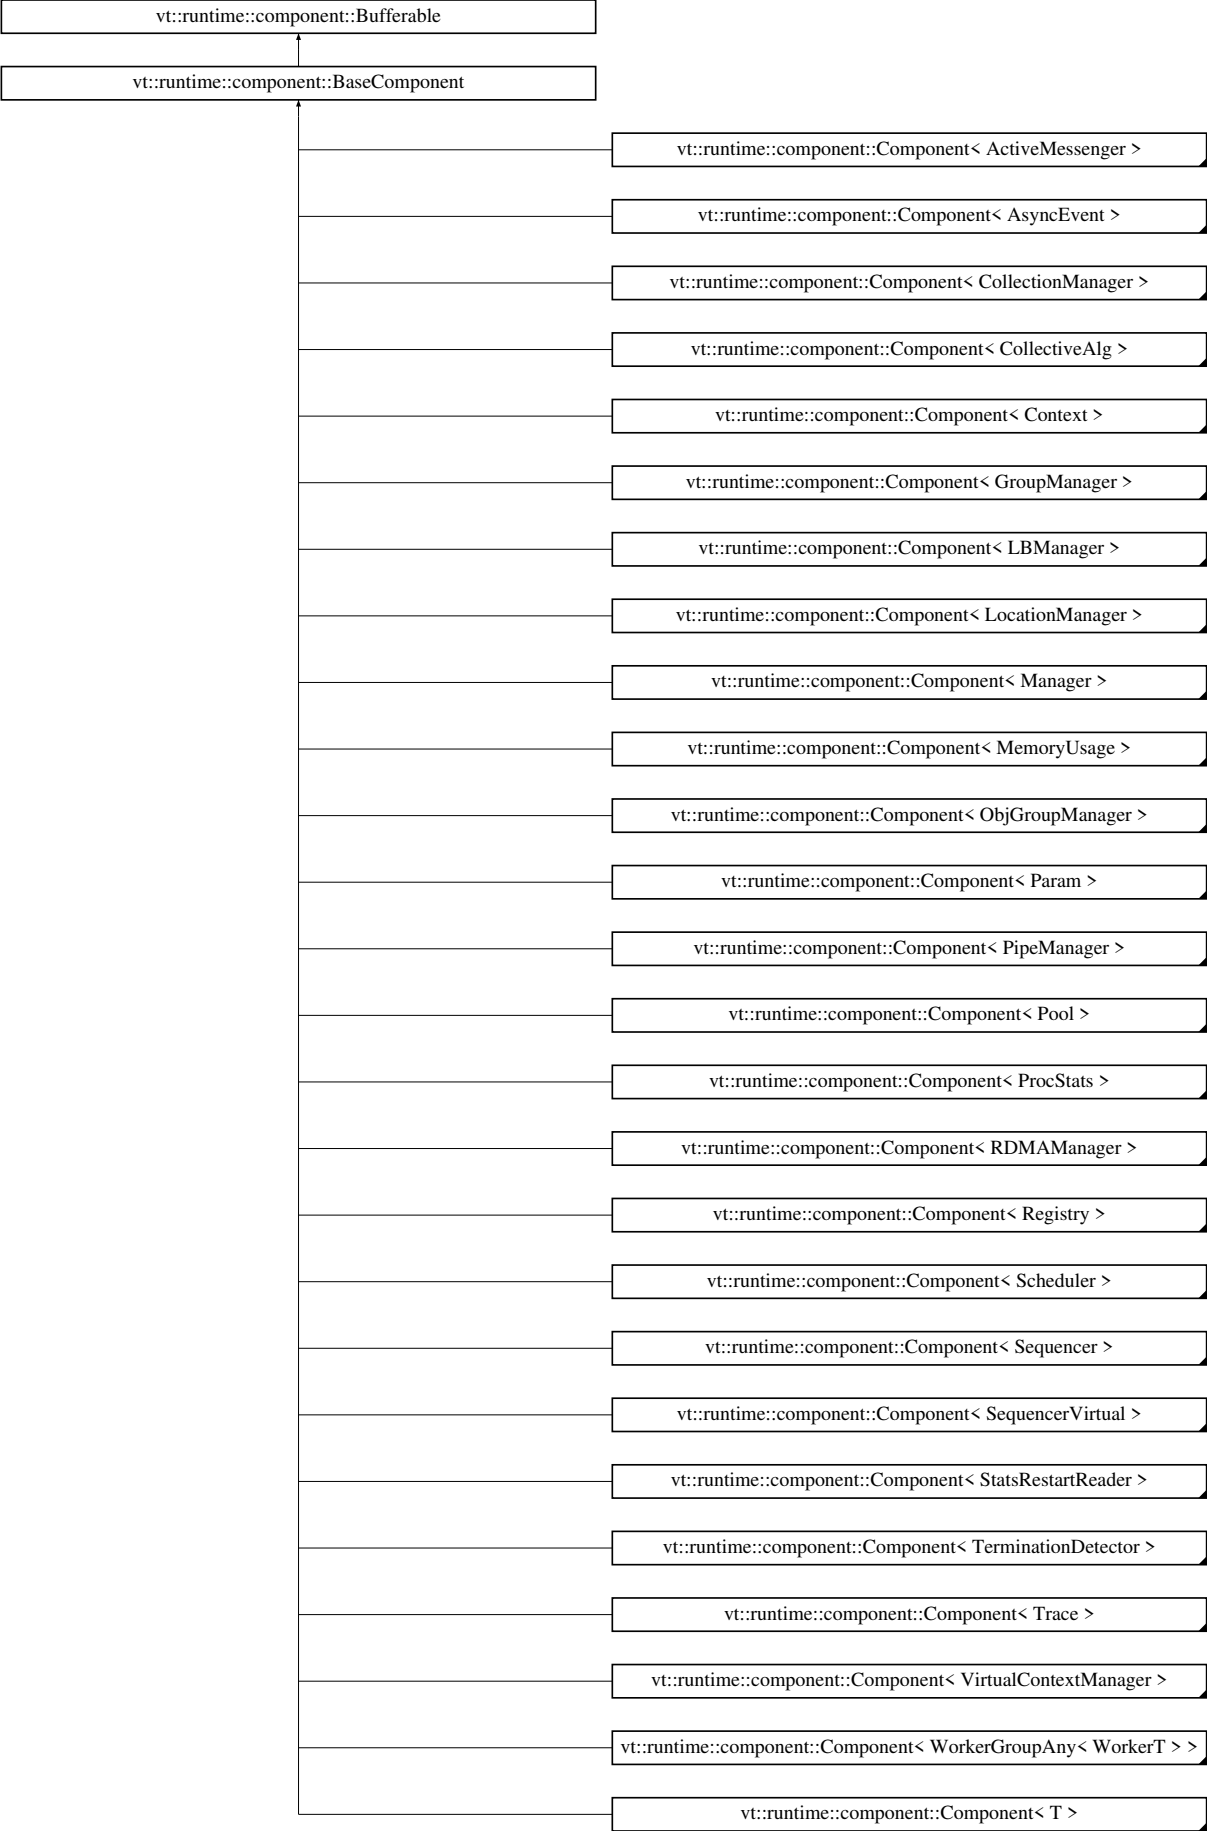 vt::runtime::component::Bufferable
vt::runtime::component::BaseComponent
vt::runtime::component::Component< ActiveMessenger >
vt::runtime::component::Component< AsyncEvent >
vt::runtime::component::Component< CollectionManager >
vt::runtime::component::Component< CollectiveAlg >
vt::runtime::component::Component< Context >
vt::runtime::component::Component< GroupManager >
vt::runtime::component::Component< LBManager >
vt::runtime::component::Component< LocationManager >
vt::runtime::component::Component< Manager >
vt::runtime::component::Component< MemoryUsage >
vt::runtime::component::Component< ObjGroupManager >
vt::runtime::component::Component< Param >
vt::runtime::component::Component< PipeManager >
vt::runtime::component::Component< Pool >
vt::runtime::component::Component< ProcStats >
vt::runtime::component::Component< RDMAManager >
vt::runtime::component::Component< Registry >
vt::runtime::component::Component< Scheduler >
vt::runtime::component::Component< Sequencer >
vt::runtime::component::Component< SequencerVirtual >
vt::runtime::component::Component< StatsRestartReader >
vt::runtime::component::Component< TerminationDetector >
vt::runtime::component::Component< Trace >
vt::runtime::component::Component< VirtualContextManager >
vt::runtime::component::Component< WorkerGroupAny< WorkerT > >
vt::runtime::component::Component< T >